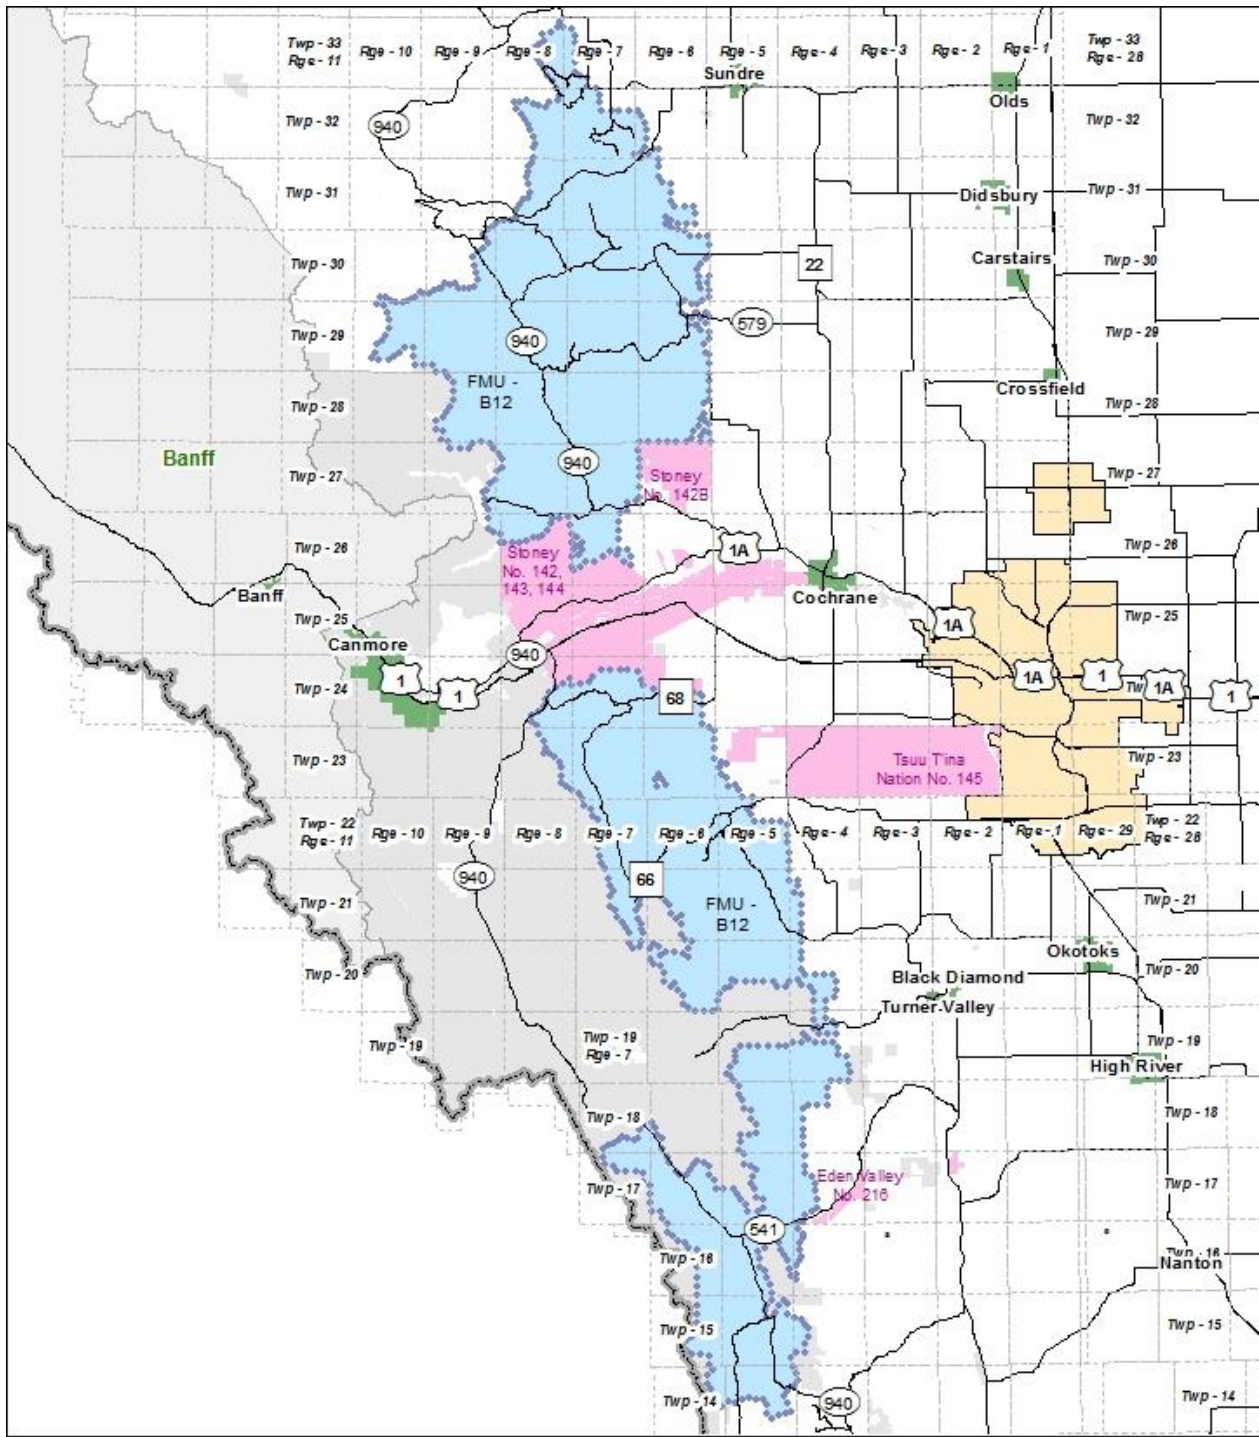 Twp - 33
Rge - 11
Rge - 10
Rge - 9
Rge - 8
Rge - 7
Rge - 6
Rge - 5
Rge - 4
Rge - 3
Rge - 2
Rge - 1
Twp - 33
Rge - 28
Sundre
Olds
Twp - 32
940
Twp - 32
Twp - 31
Didsbury
Twp - 31
Twp - 30
22
Carstairs
Twp - 30
Twp - 29
940
579
Twp - 29
FMU -
B12
Crossfield
Twp - 28
Twp - 28
Banff
940
Twp - 27
Stoney
No. 142B
Twp - 27
Twp - 26
Stoney
No. 142,
143, 144
1A
Twp - 26
Banff
Cochrane
Twp - 25
1A
Twp - 25
Canmore
940
1
1
Twp - 24
68
1A
1
Tw
1A
1
Twp - 23
Tsuu T'ina
Nation No. 145
Twp - 23
Twp - 22
Rge - 11
Rge - 10
Rge - 9
Rge - 8
Rge - 7
Rge - 6
Rge - 5
Rge - 4
Rge - 3
Rge - 2
Rge - 1
Rge - 29
Twp - 22
Rge - 28
940
66
Twp - 21
FMU -
B12
Twp - 21
Okotoks
Twp - 20
Black Diamond
Twp - 20
Turner Valley
Twp - 19
Twp - 19
Rge - 7
Twp - 19
High River
Twp - 18
Twp - 18
Twp - 17
Eden Valley
No. 216
Twp - 17
541
Twp - 16
Twp - 16
Nanton
Twp - 15
Twp - 15
Twp - 14
940
Twp - 14